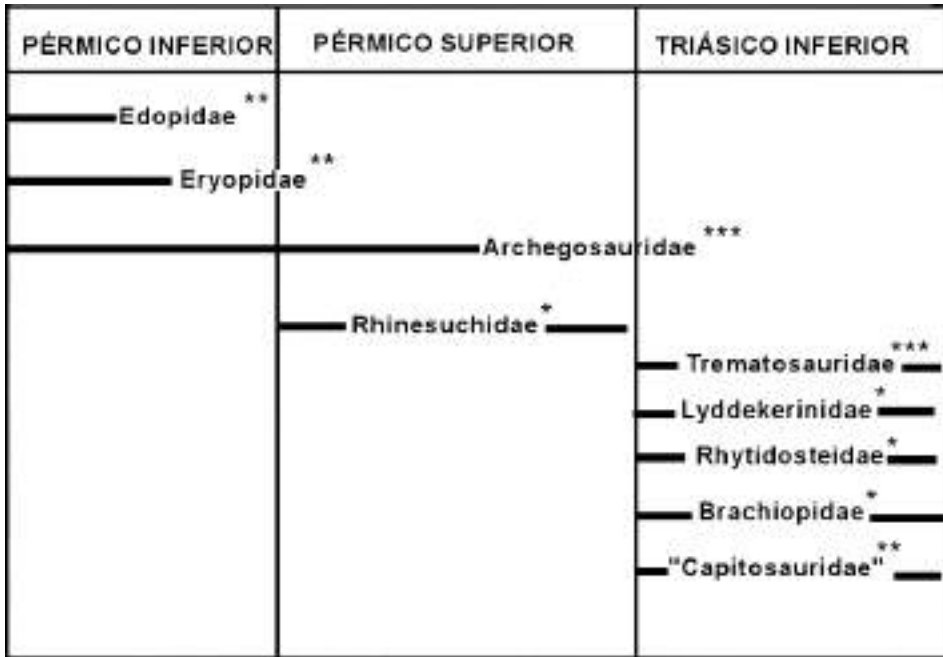 PÉRMICO INFERIOR PÉRMICO SUPERIOR TRIÁSICO INFERIOR
Edopidae **
Eryopidae **
Archegosauridae ***
Rhinesuchidae *
Trematosauridae ***
Lyddekerinidae *
Rhytidosteidae *
Brachiopidae *
"Capitosauridae" **